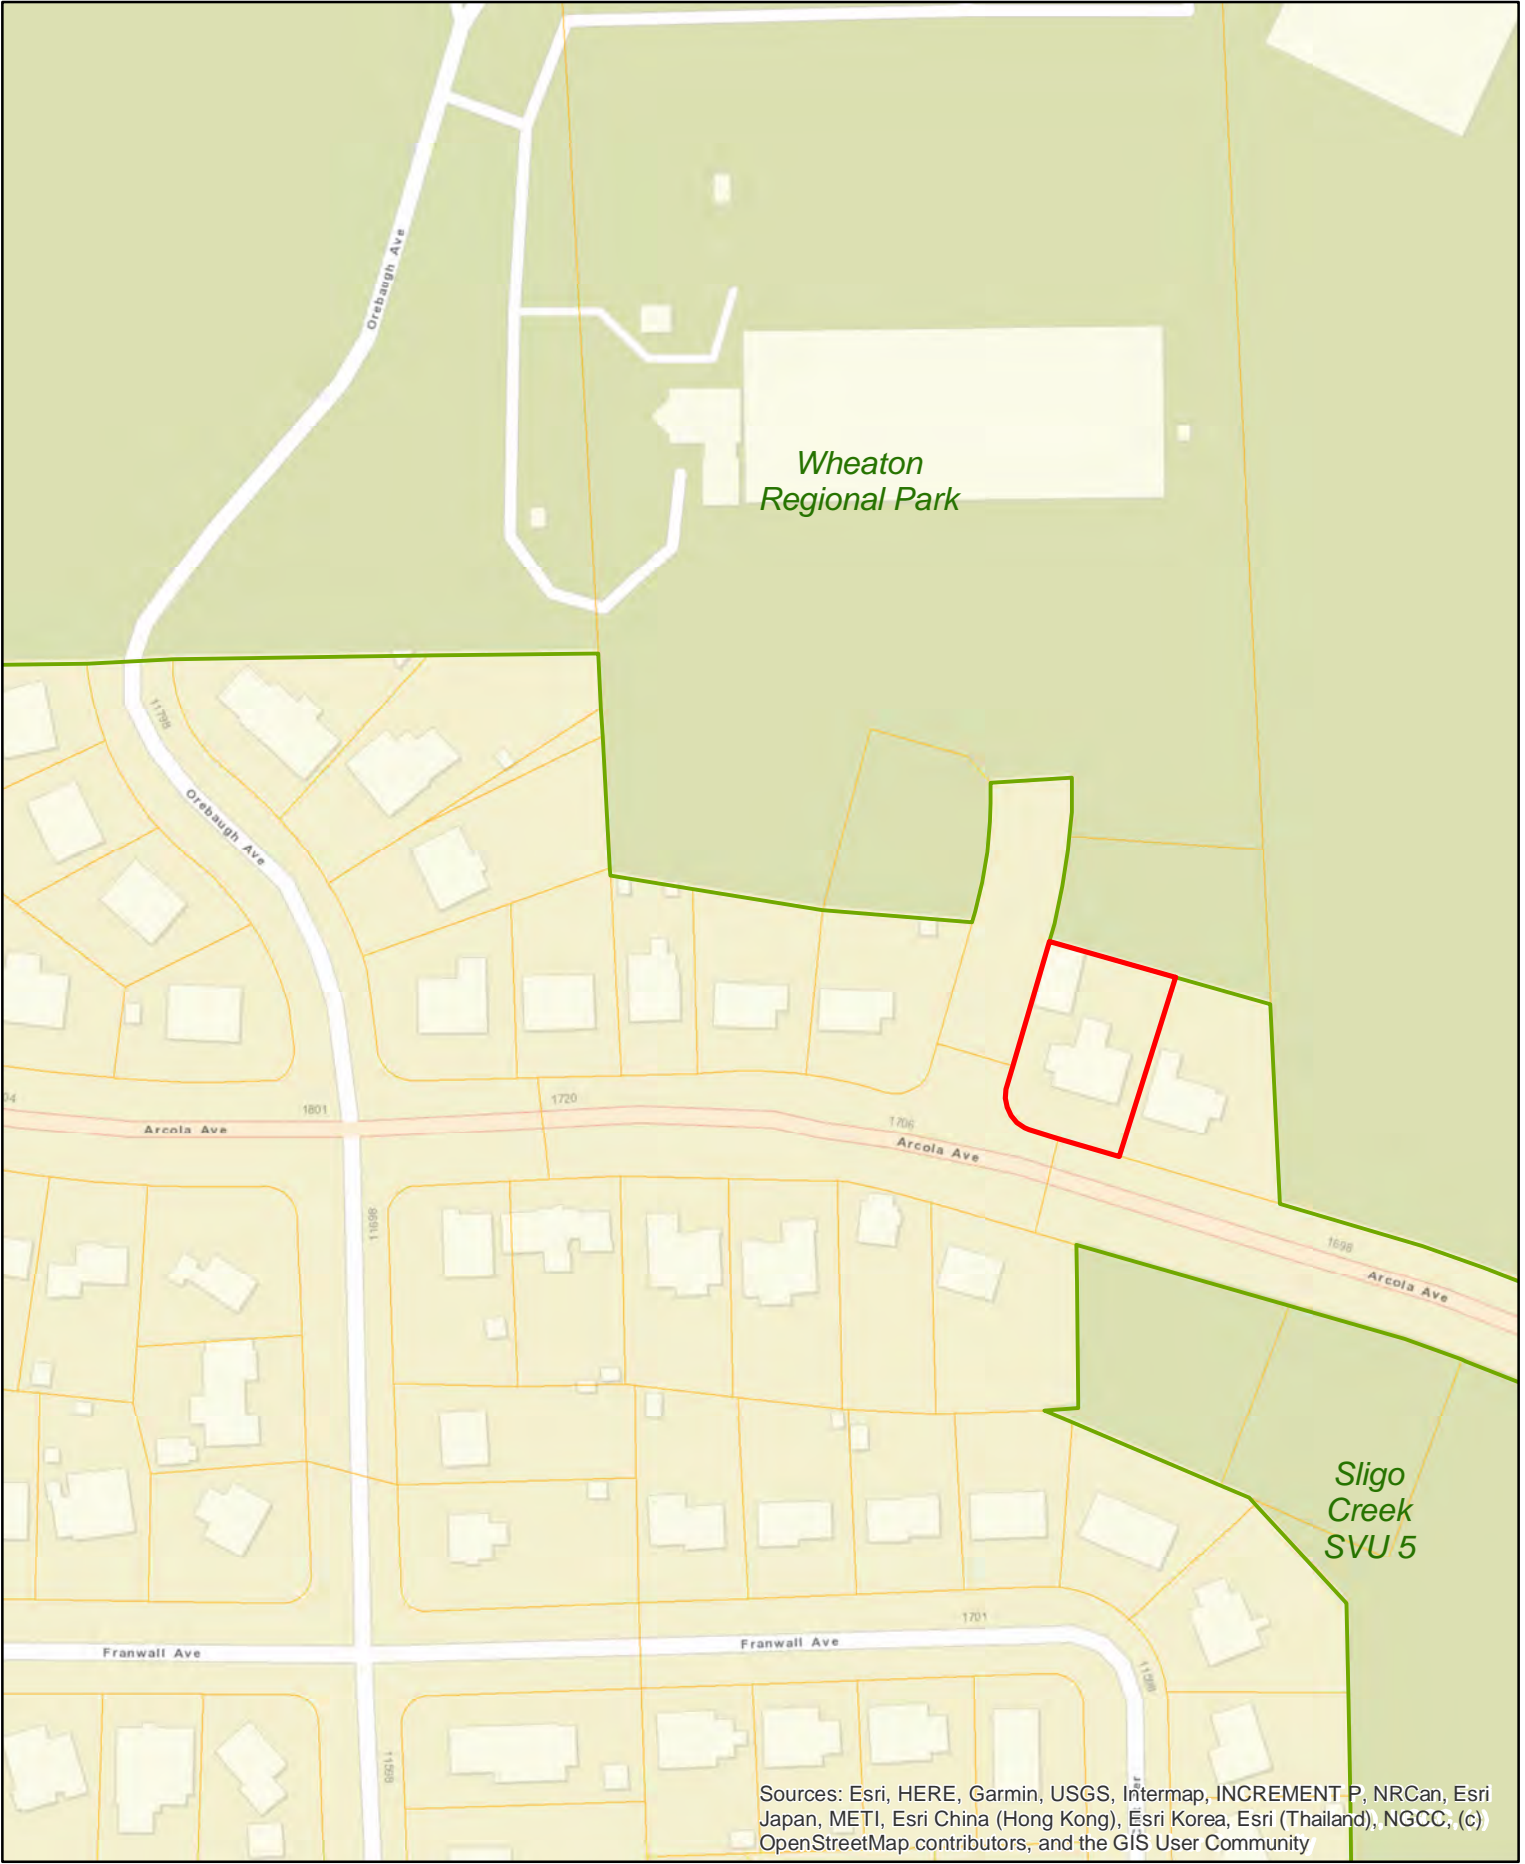 Orebaugh Ave
Wheaton
Regional Park
11798
Orebaugh Ave
1801
1720
1706
Arcola Ave
Arcola Ave
11698
1698
Arcola Ave
Sligo
Creek
SVU 5
1701
Franwall Ave
Franwall Ave
11598
11598
Sources: Esri, HERE, Garmin, USGS, Intermap, INCREMENT P, NRCan, Esri
Japan, METI, Esri China (Hong Kong), Esri Korea, Esri (Thailand), NGCC, (c)
OpenStreetMap contributors, and the GIS User Community